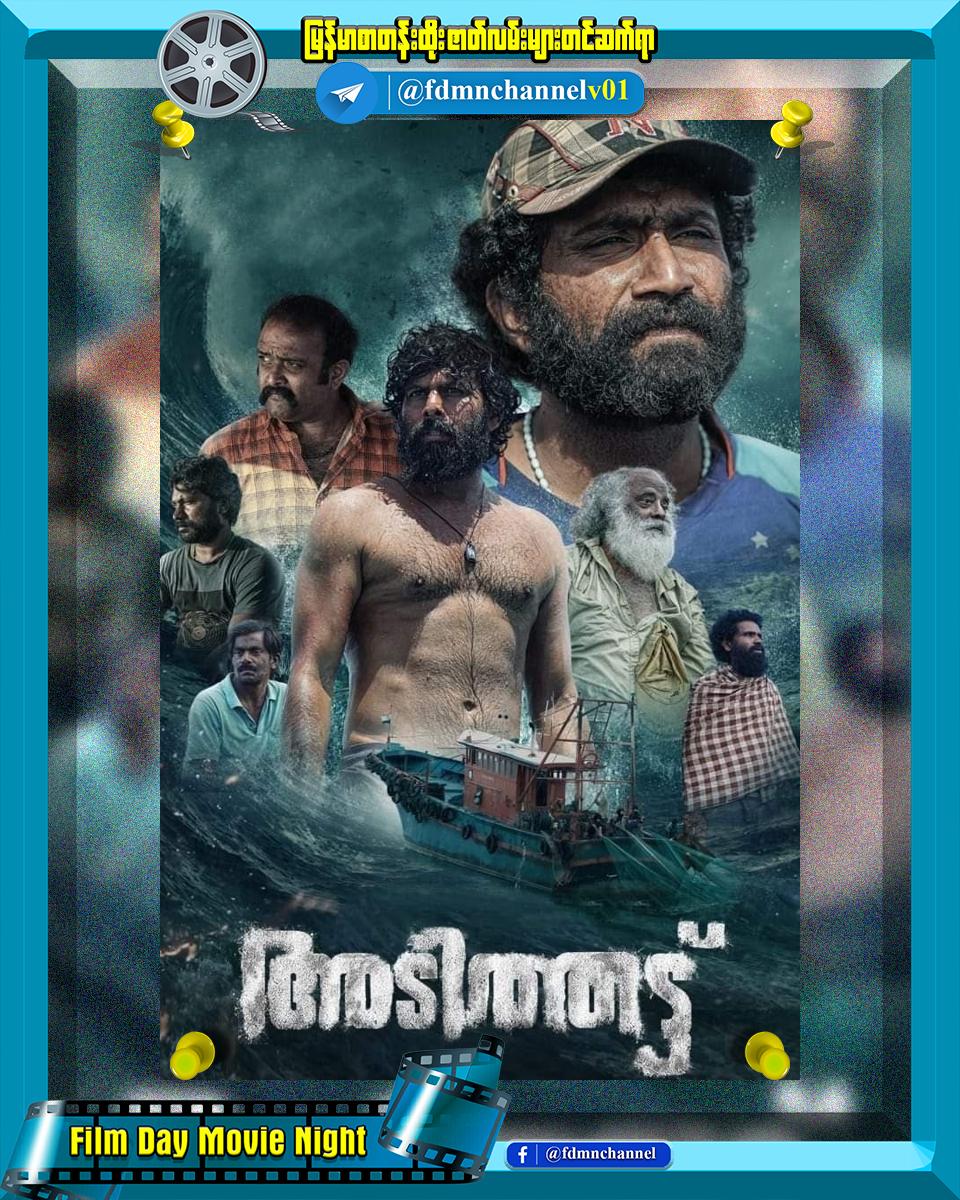 မြန်မာစာတန်းထိုးဇာတ်လမ်းများတင်ဆက်ရာ
@fdmnchannelv01
N
അടിത്തട്ട്
Film Day Movie Night
f @fdmnchannel